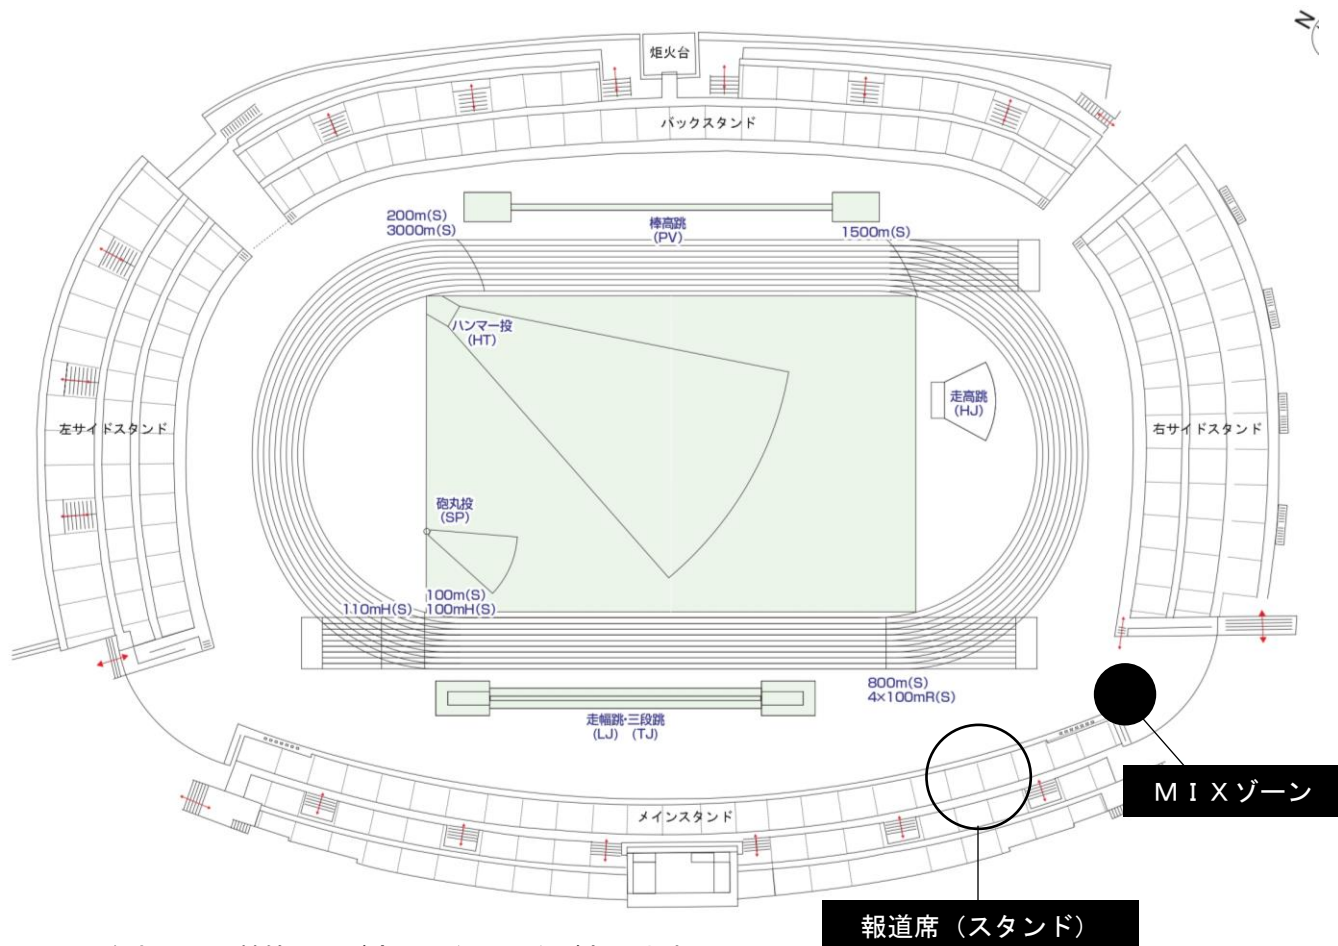 N
炬火台
バックスタンド
200m(S)
3000m(S)
棒高跳
(PV)
1500m(S)
ハンマー投
(HT)
走高跳
(HJ)
左サイドスタンド
右サイドスタンド
砲丸投
(SP)
100m(S)
110mH(S) 100mH(S)
800m(S)
4×100mR(S)
走幅跳・三段跳
(LJ) (TJ)
ＭＩＸゾーン
メインスタンド
報道席（スタンド）